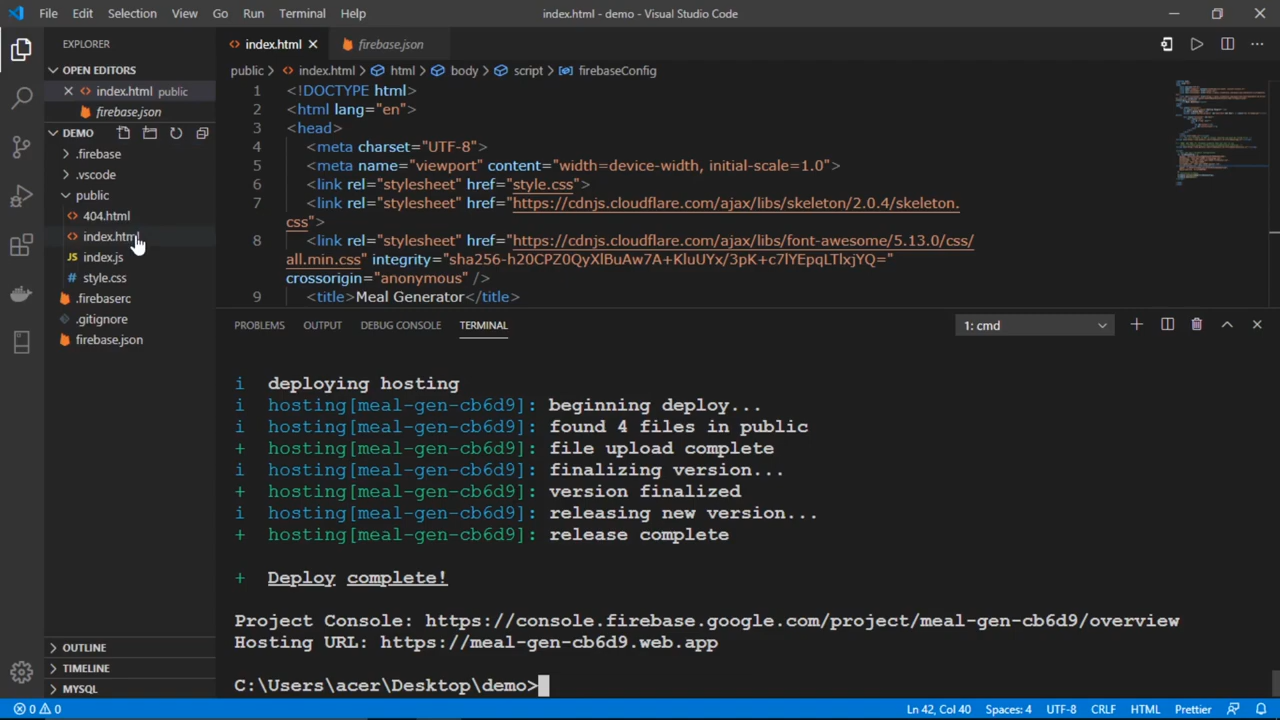 File Edit Selection View Go Run Terminal Help index.html - demo - Visual Studio Code
EXPLORER
OPEN EDITORS
index.html public
firebase.json
DEMO
.firebase
.vscode
public
404.html
index.html
JS index.js
# style.css
.firebaserc
.gitignore
firebase.json
OUTLINE
TIMELINE
MYSQL
index.html firebase.json
public > index.html > html > body > script > firebaseConfig
1 <!DOCTYPE html>
2 <html lang="en">
3 <head>
4 <meta charset="UTF-8">
5 <meta name="viewport" content="width=device-width, initial-scale=1.0">
6 <link rel="stylesheet" href="style.css">
7 <link rel="stylesheet" href="https://cdnjs.cloudflare.com/ajax/libs/skeleton/2.0.4/skeleton.
css">
8 <link rel="stylesheet" href="https://cdnjs.cloudflare.com/ajax/libs/font-awesome/5.13.0/css/
all.min.css" integrity="sha256-h20CPZ0QyXlBuAw7A+KluUYx/3pK+c7lYEpqLTlxjYQ="
crossorigin="anonymous" />
9 <title>Meal Generator</title>
PROBLEMS OUTPUT DEBUG CONSOLE TERMINAL 1: cmd
i deploying hosting
i hosting[meal-gen-cb6d9]: beginning deploy...
i hosting[meal-gen-cb6d9]: found 4 files in public
+ hosting[meal-gen-cb6d9]: file upload complete
i hosting[meal-gen-cb6d9]: finalizing version...
+ hosting[meal-gen-cb6d9]: version finalized
i hosting[meal-gen-cb6d9]: releasing new version...
+ hosting[meal-gen-cb6d9]: release complete
+ Deploy complete!
Project Console: https://console.firebase.google.com/project/meal-gen-cb6d9/overview
Hosting URL: https://meal-gen-cb6d9.web.app
C:\Users\acer\Desktop\demo>
0 0 Ln 42, Col 40 Spaces: 4 UTF-8 CRLF HTML Prettier